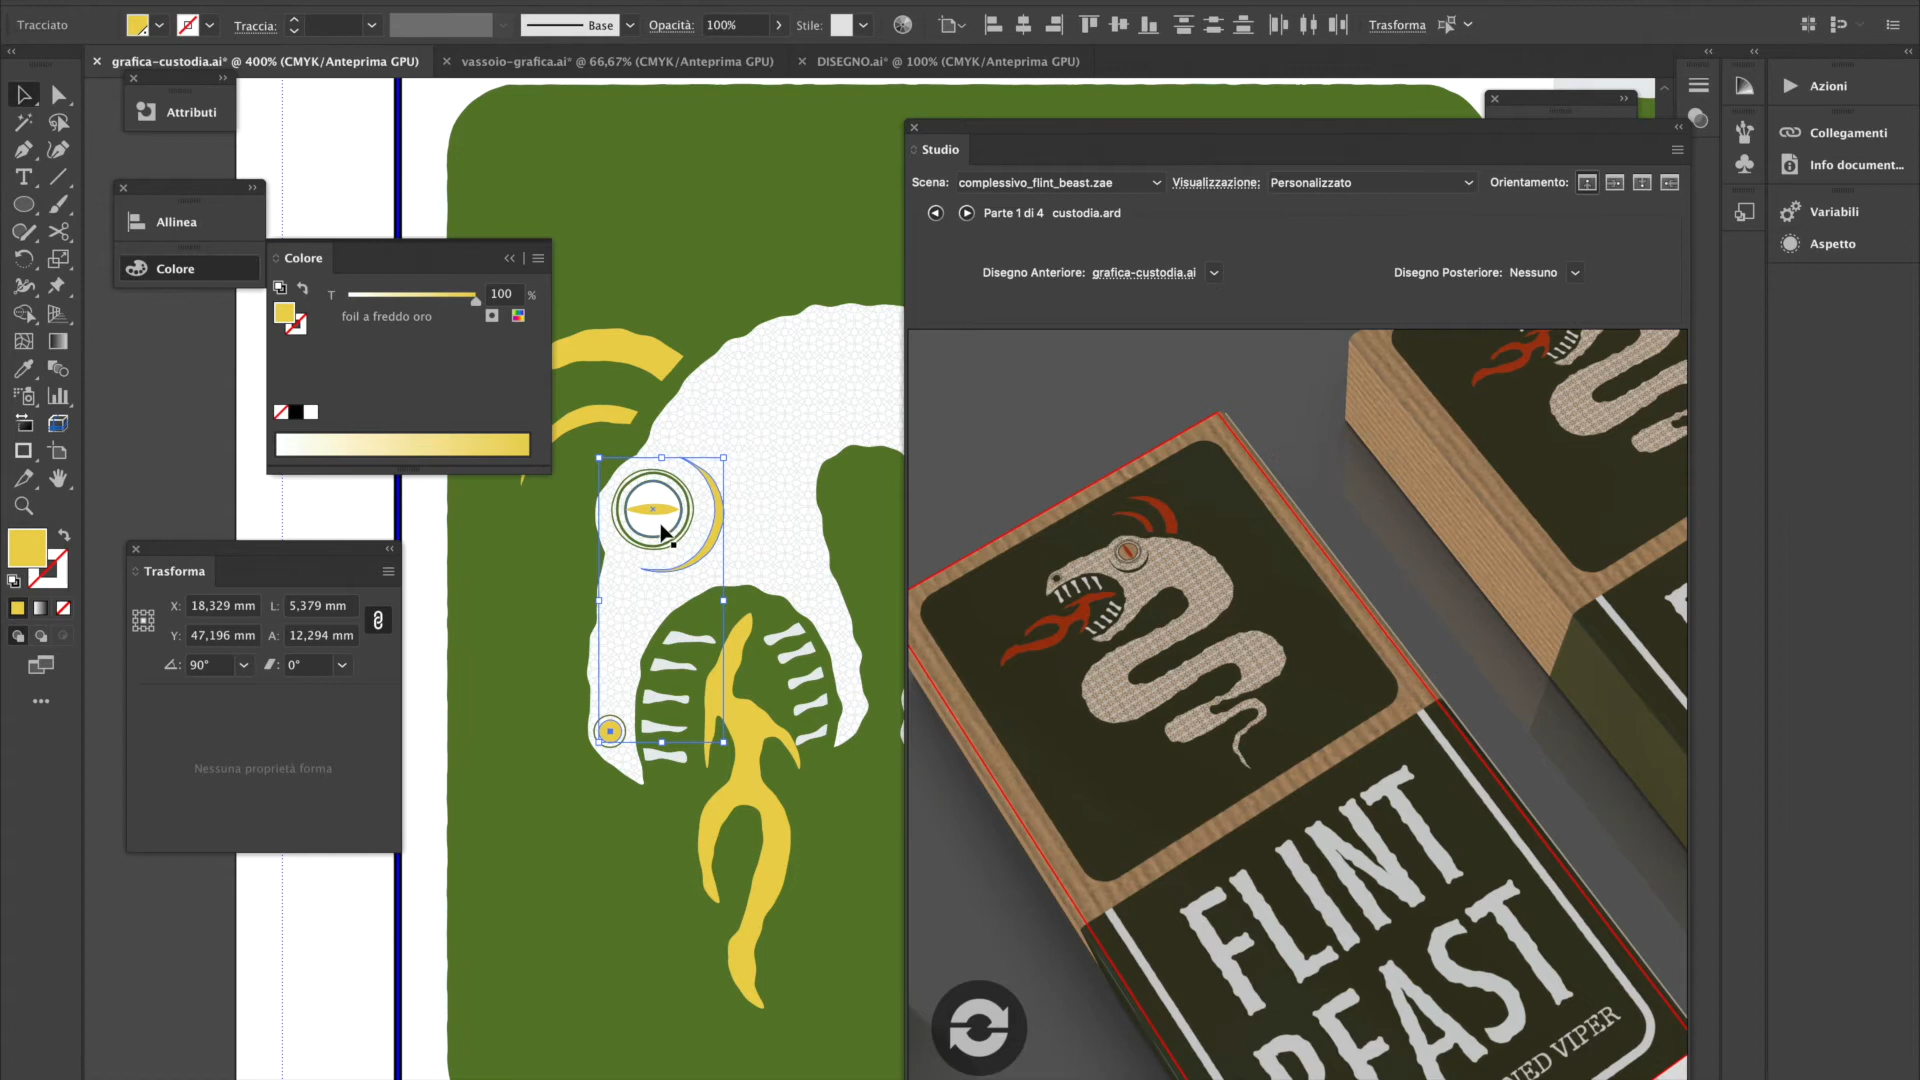 Tracciato
Traccia:
Base
Opacità:
100%
Stile:
Trasforma
grafica-custodia.ai* @ 400% (CMYK/Anteprima GPU)
vassoio-grafica.ai* @ 66,67% (CMYK/Anteprima GPU)
DISEGNO.ai* @ 100% (CMYK/Anteprima GPU)
Attributi
Allinea
Colore
Colore
T
100
%
foil a freddo oro
Trasforma
X:
18,329 mm
L:
5,379 mm
Y:
47,196 mm
A:
12,294 mm
90°
0°
Nessuna proprietà forma
Studio
Scena:
complessivo_flint_beast.zae
Visualizzazione:
Personalizzato
Orientamento:
Parte 1 di 4
custodia.ard
Disegno Anteriore:
grafica-custodia.ai
Disegno Posteriore:
Nessuno
FLINT
BEAST
NED VIPER
Azioni
Collegamenti
Info document...
Variabili
Aspetto